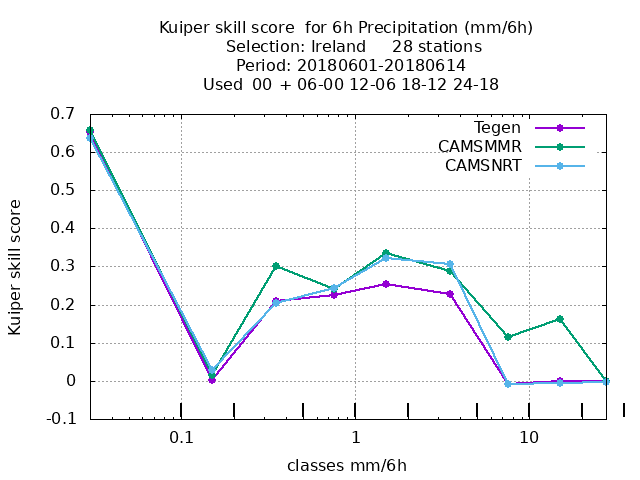 Kuiper skill score  for 6h Precipitation (mm/6h)
Selection: Ireland     28 stations
Period: 20180601-20180614
Used  00  + 06-00 12-06 18-12 24-18
Tegen
CAMSMMR
CAMSNRT
0.7
0.6
0.5
0.4
0.3
0.2
0.1
0
-0.1
Kuiper skill score
0.1 1 10
classes mm/6h